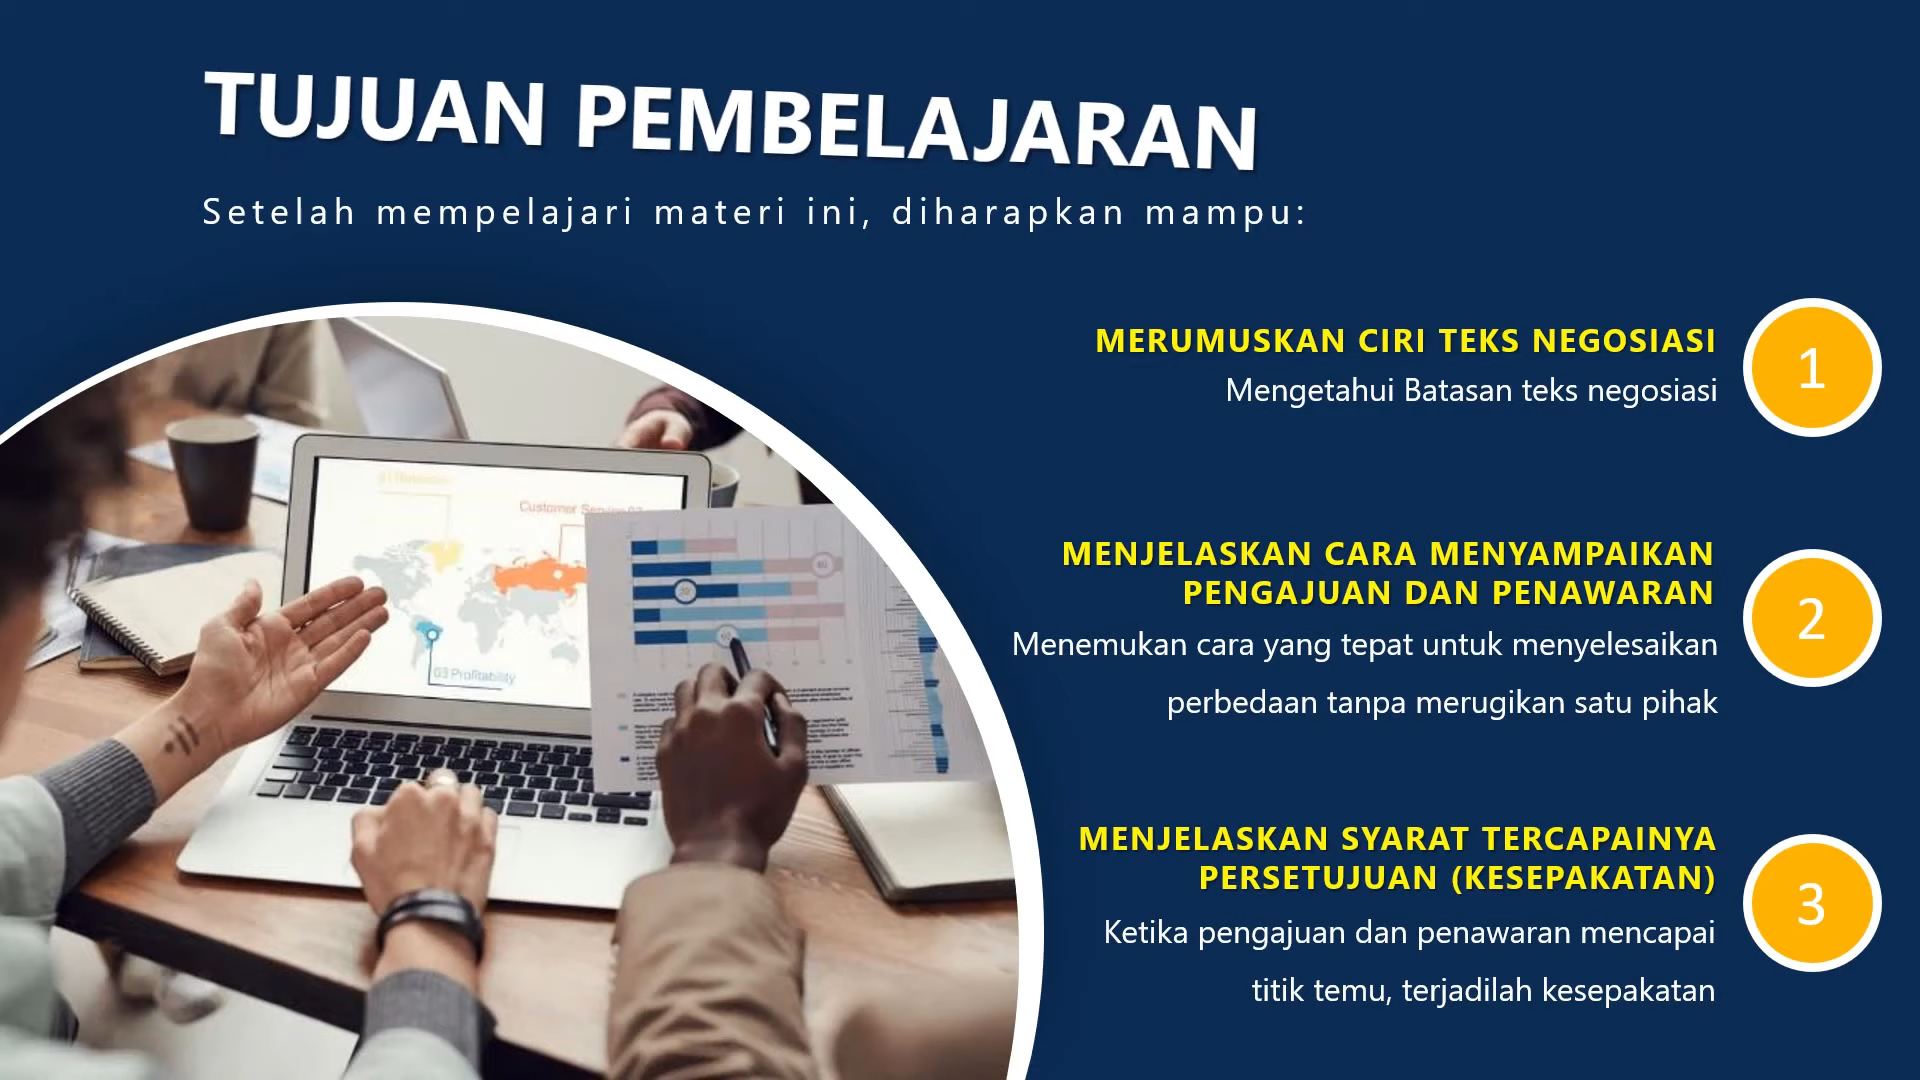 TUJUAN PEMBELAJARAN
Setelah mempelajari materi ini, diharapkan mampu:
MERUMUSKAN CIRI TEKS NEGOSIASI
Mengetahui Batasan teks negosiasi
1
MENJELASKAN CARA MENYAMPAIKAN
PENGAJUAN DAN PENAWARAN
Menemukan cara yang tepat untuk menyelesaikan
perbedaan tanpa merugikan satu pihak
2
MENJELASKAN SYARAT TERCAPAINYA
PERSETUJUAN (KESEPAKATAN)
Ketika pengajuan dan penawaran mencapai
titik temu, terjadilah kesepakatan
3
Customer Service
03 Profitability